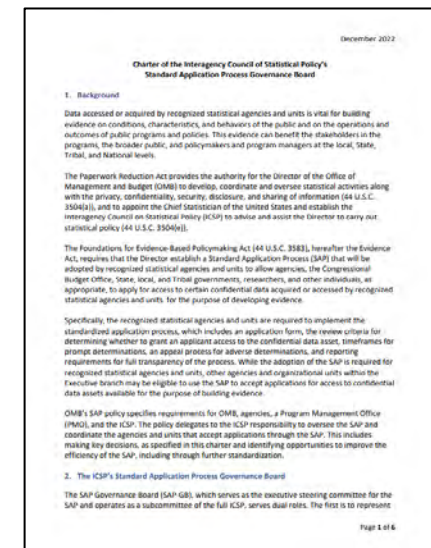 December 2022
Charter of the Interagency Council of Statistical Policy's
Standard Application Process Governance Board
1. Background
Data accessed or acquired by recognized statistical agencies and units is vital for building
evidence on conditions, characteristics, and behaviors of the public and on the operations and
outcomes of public programs and policies. This evidence can benefit the stakeholders in the
programs, the broader public, and policymakers and program managers at the local, State,
Tribal, and National levels.
The Paperwork Reduction Act provides the authority for the Director of the Office of
Management and Budget (OMB) to develop, coordinate and oversee statistical activities along
with the privacy, confidentiality, security, disclosure, and sharing of information (44 U.S.C.
3504(a)), and to appoint the Chief Statistician of the United States and establish the
Interagency Council on Statistical Policy (ICSP) to advise and assist the Director to carry out
statistical policy (44 U.S.C. 3504(e)).
The Foundations for Evidence-Based Policymaking Act (44 U.S.C. 3583), hereafter the Evidence
Act, requires that the Director establish a Standard Application Process (SAP) that will be
adopted by recognized statistical agencies and units to allow agencies, the Congressional
Budget Office, State, local, and Tribal governments, researchers, and other individuals, as
appropriate, to apply for access to certain confidential data acquired or accessed by recognized
statistical agencies and units for the purpose of developing evidence.
Specifically, the recognized statistical agencies and units are required to implement the
standardized application process, which includes an application form, the review criteria for
determining whether to grant an applicant access to the confidential data asset, timeframes for
prompt determinations, an appeal process for adverse determinations, and reporting
requirements for full transparency of the process. While the adoption of the SAP is required for
recognized statistical agencies and units, other agencies and organizational units within the
Executive branch may be eligible to use the SAP to accept applications for access to confidential
data assets available for the purpose of building evidence.
OMB's SAP policy specifies requirements for OMB, agencies, a Program Management Office
(PMO), and the ICSP. The policy delegates to the ICSP responsibility to oversee the SAP and
coordinate the agencies and units that accept applications through the SAP. This includes
making key decisions, as specified in this charter and identifying opportunities to improve the
efficiency of the SAP, including through further standardization.
2. The ICSP's Standard Application Process Governance Board
The SAP Governance Board (SAP GB), which serves as the executive steering committee for the
SAP and operates as a subcommittee of the full ICSP, serves dual roles. The first is to represent
Page 1 of 6